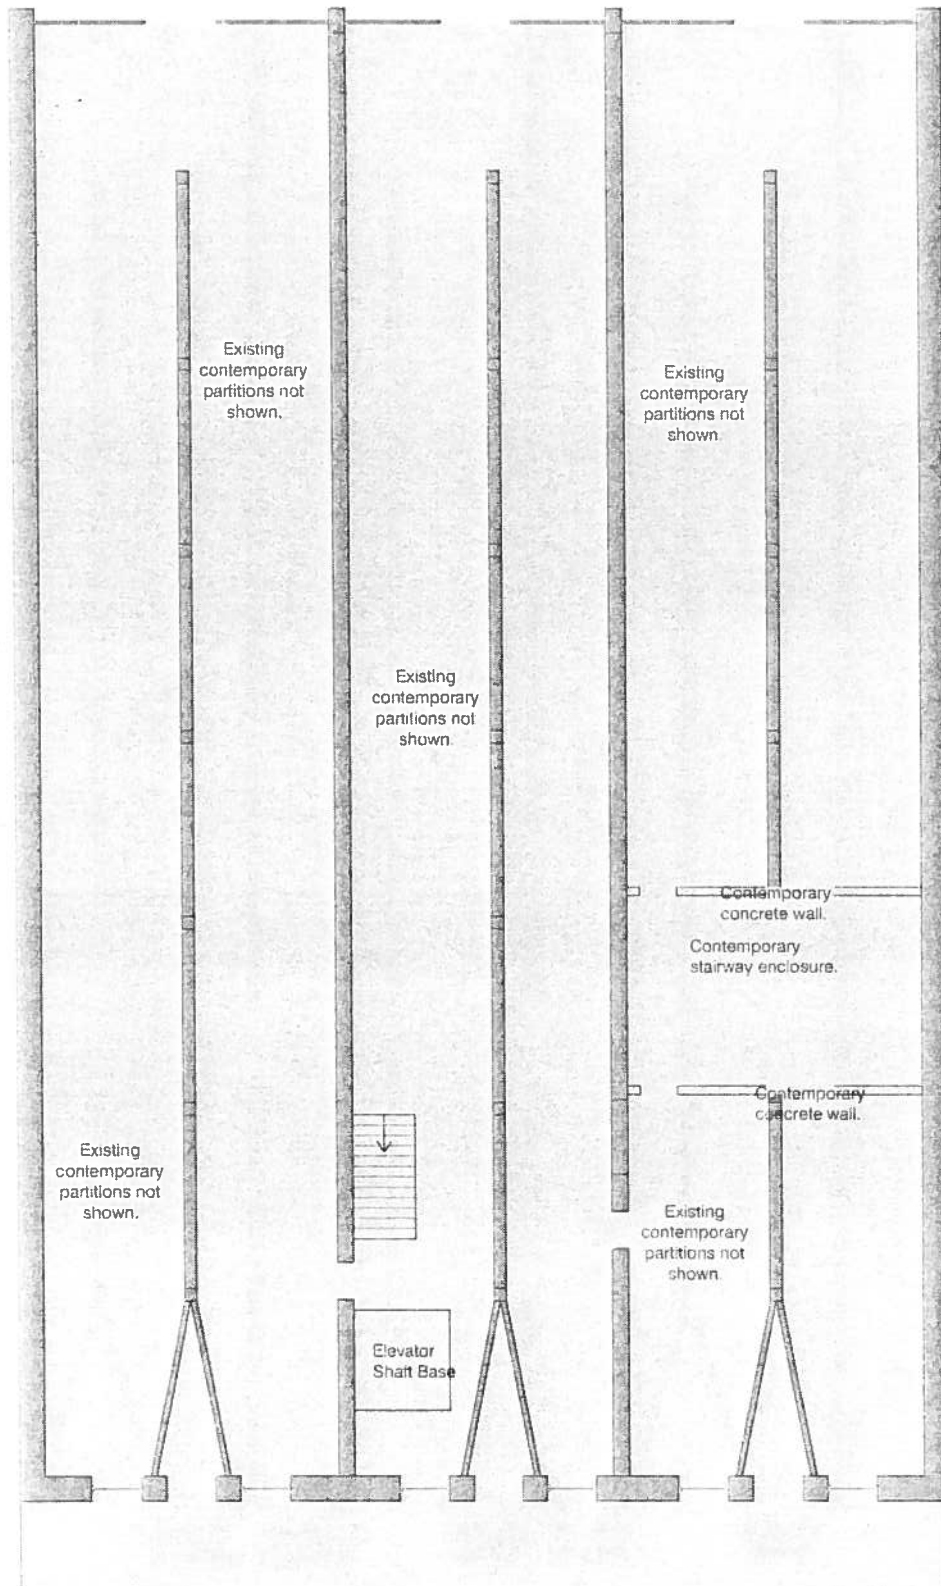 Existing
contemporary
partitions not
shown.
Existing
contemporary
partitions not
shown
Existing
contemporary
partitions not
shown
Contemporary
concrete wall.
Contemporary
stairway enclosure.
Contemporary
concrete wall.
Existing
contemporary
partitions not
shown.
Existing
contemporary
partitions not
shown
Elevator
Shaft Base